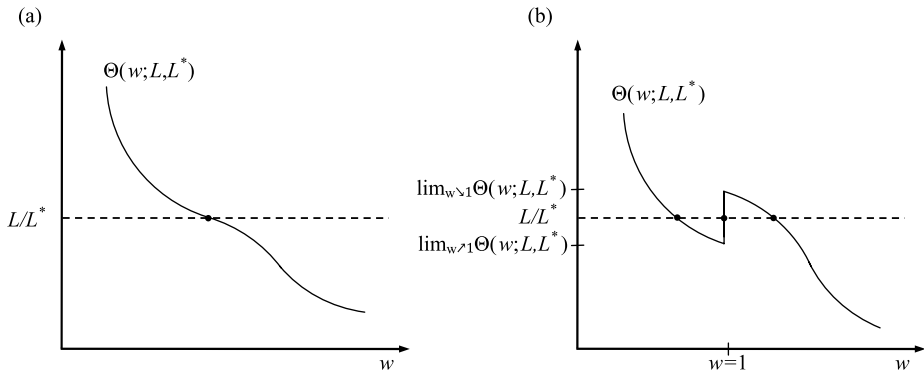 (a)
Θ(w;L,L*)
L/L*
w
(b)
Θ(w;L,L*)
lim_{w↘1}Θ(w;L,L*)
L/L*
lim_{w↗1}Θ(w;L,L*)
w=1
w